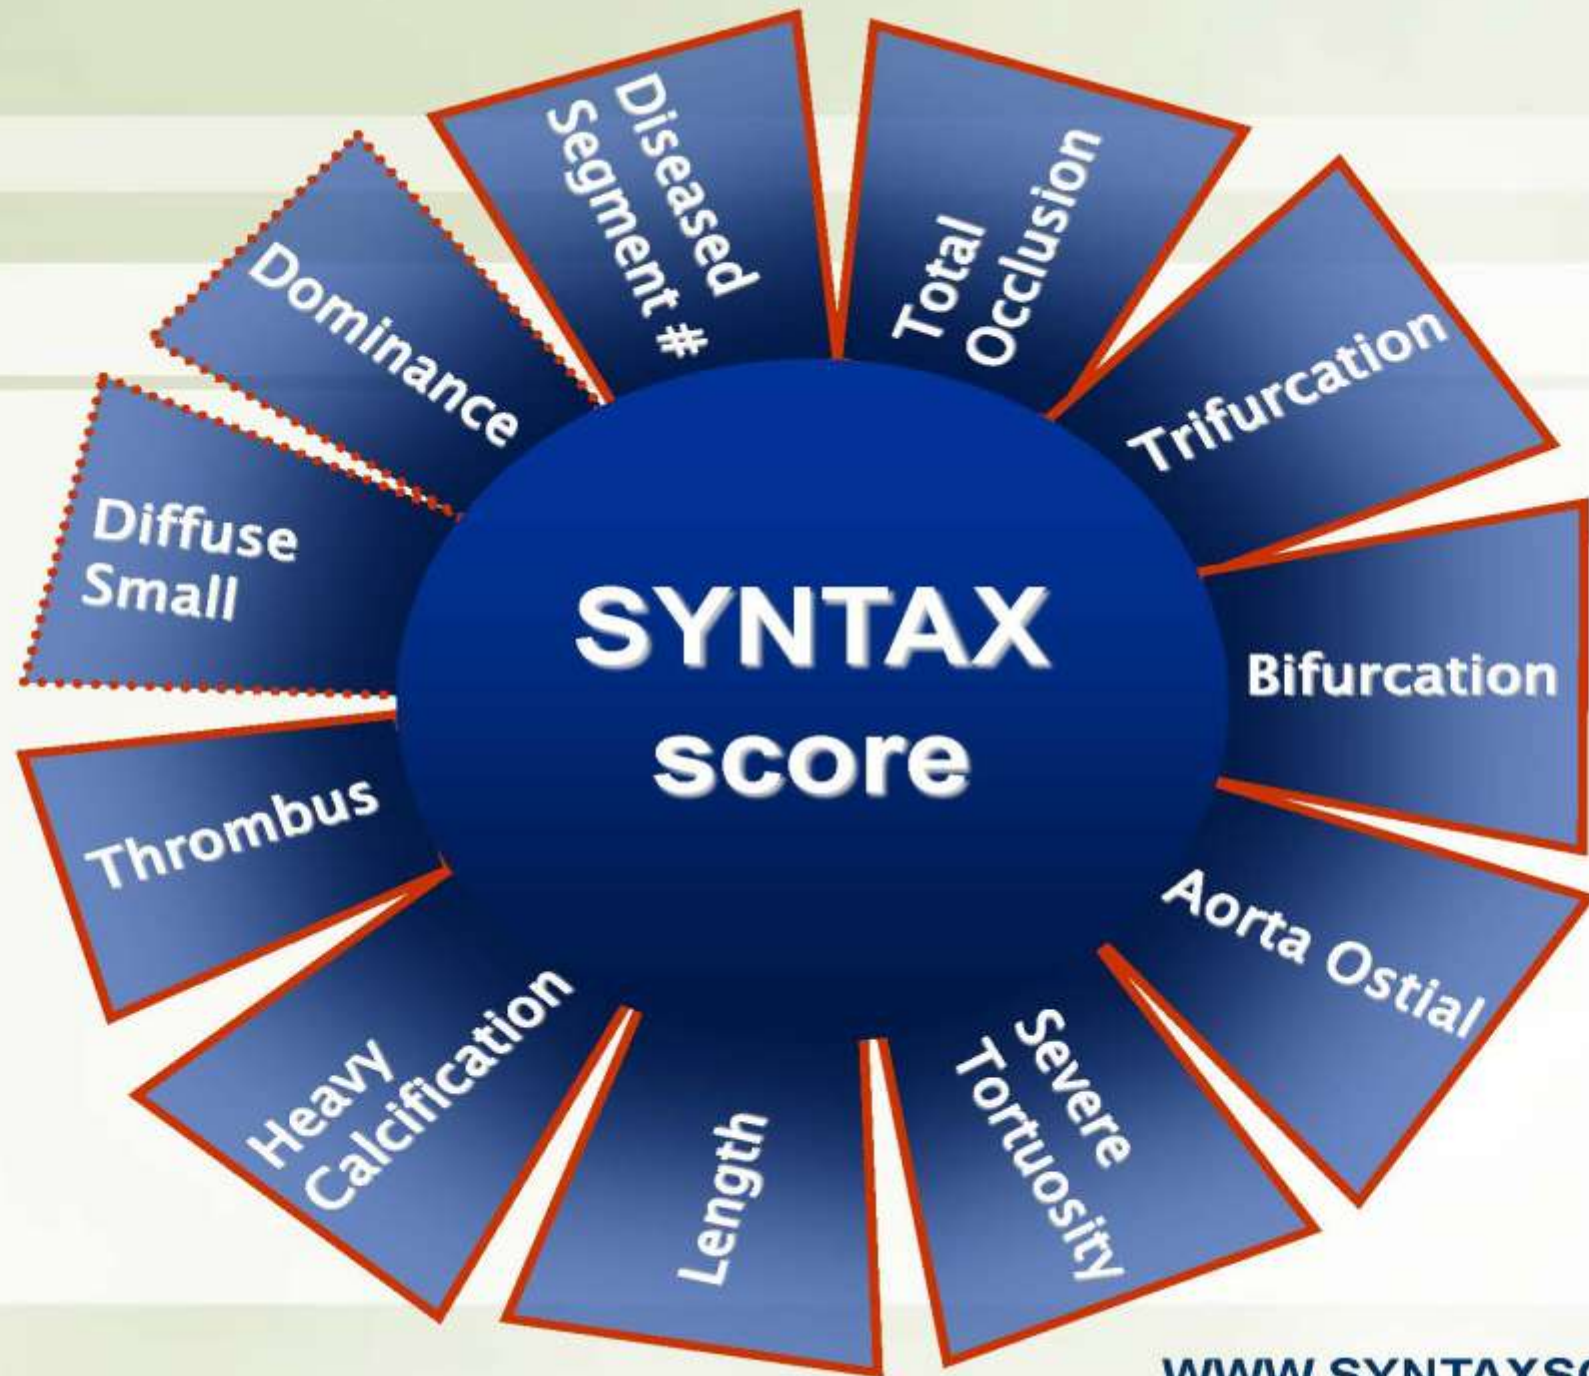 SYNTAX
score
Diseased
Segment #
Total
Occlusion
Trifurcation
Bifurcation
Aorta Ostial
Severe
Tortuosity
Length
Heavy
Calcification
Thrombus
Diffuse
Small
Dominance